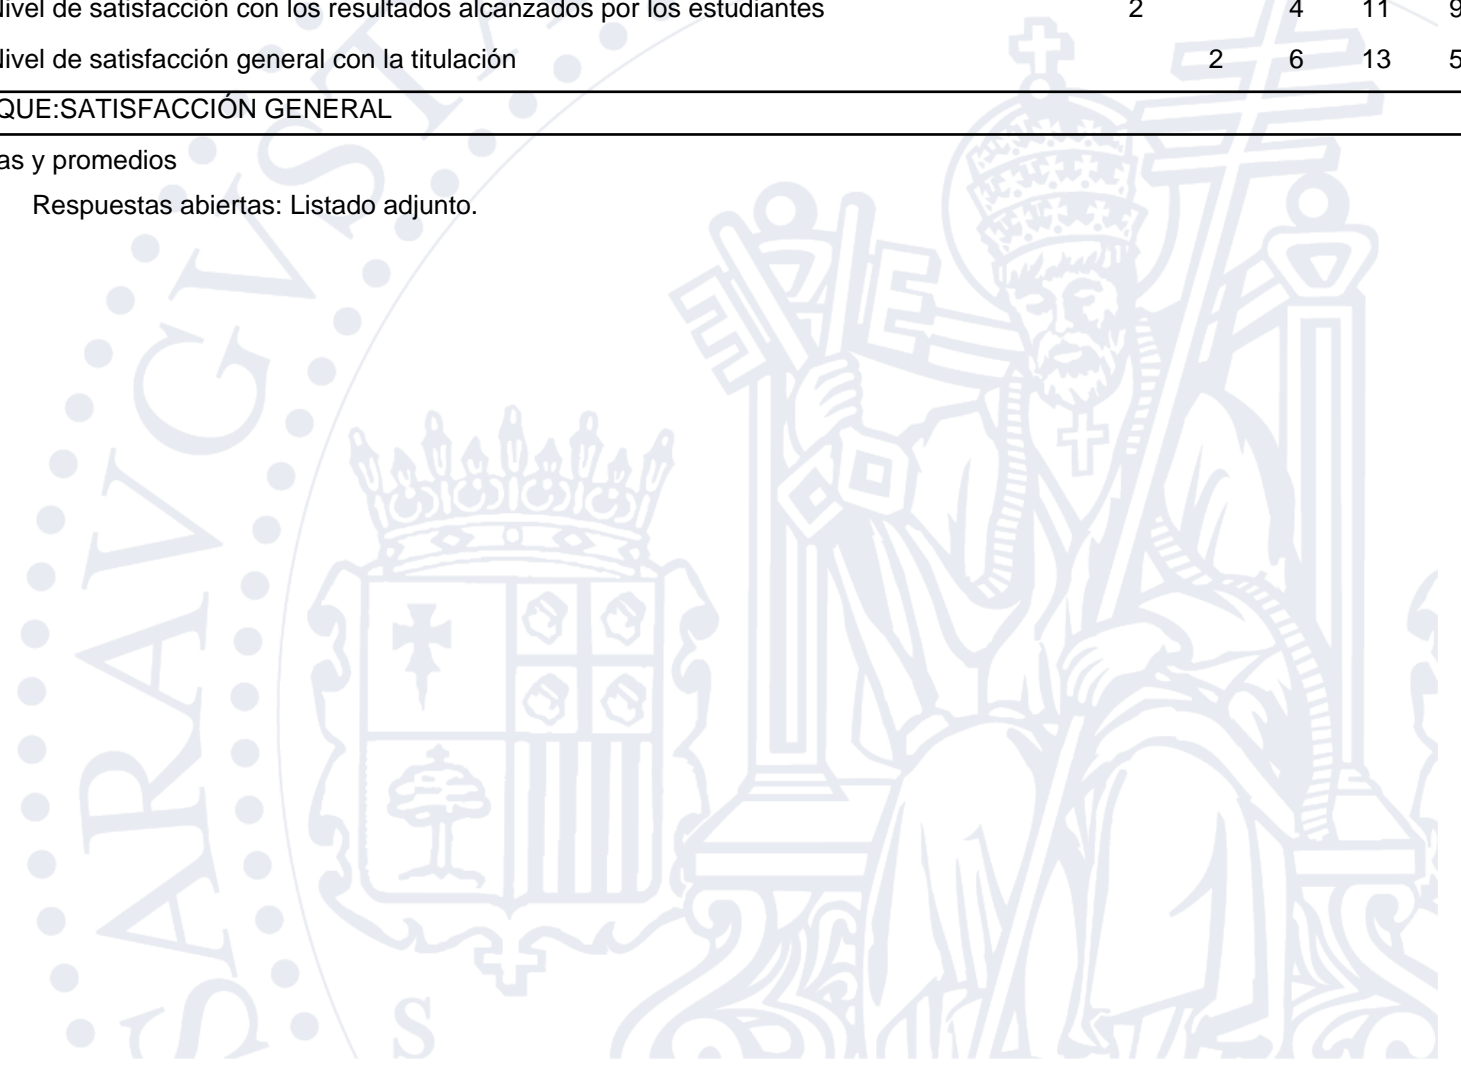 Nivel de satisfacción con los resultados alcanzados por los estudiantes 2 4 11 9
Nivel de satisfacción general con la titulación 2 6 13 5
QUE:SATISFACCIÓN GENERAL
as y promedios
Respuestas abiertas: Listado adjunto.
SARAVGVSTA
S